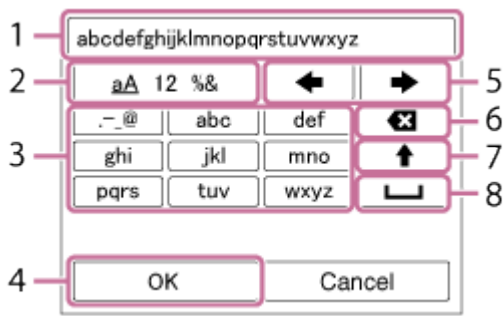 1 abcdefghijklmnopqrstuvwxyz
2 aA 12 %& 5
.-_@ abc def 6
3 ghi jkl mno 7
pqrs tuv wxyz 8
4 OK Cancel